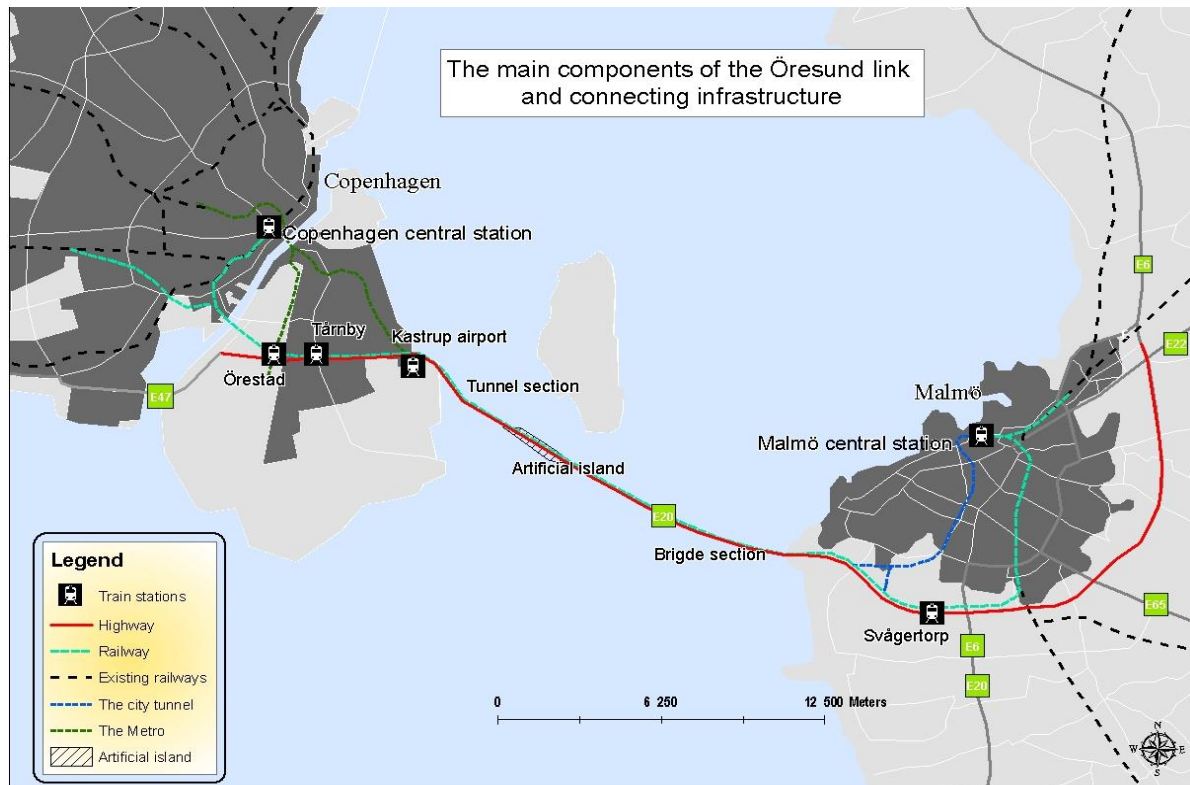 The main components of the Öresund link
and connecting infrastructure
Copenhagen
Copenhagen central station
E6
Tårnby
Kastrup airport
E22
Örestad
Tunnel section
E47
Malmö
Malmö central station
Artificial island
E20
Brigde section
E65
Svågertorp
E6
E20
Legend
Train stations
Highway
Railway
Existing railways
The city tunnel
The Metro
Artificial island
0 6 250 12 500 Meters
N
W E
S